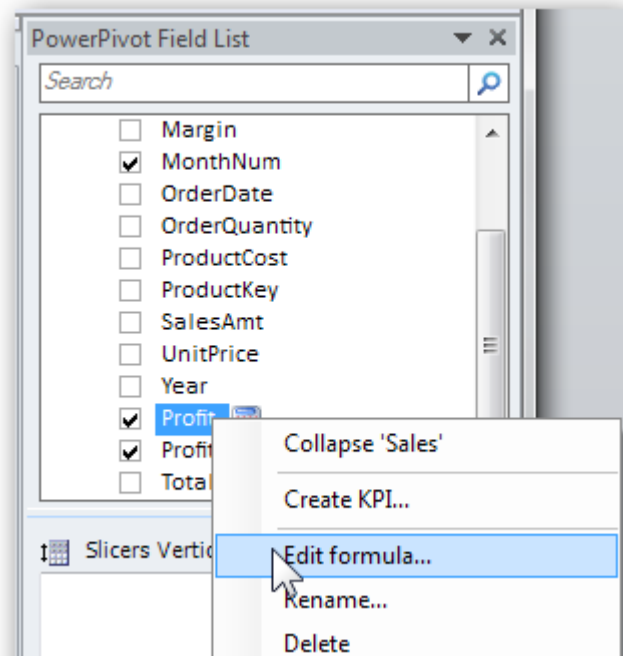 PowerPivot Field List
Search
Margin
MonthNum
OrderDate
OrderQuantity
ProductCost
ProductKey
SalesAmt
UnitPrice
Year
Profit
Profit
Total
Collapse 'Sales'
Create KPI...
Slicers Vertic
Edit formula...
Rename...
Delete